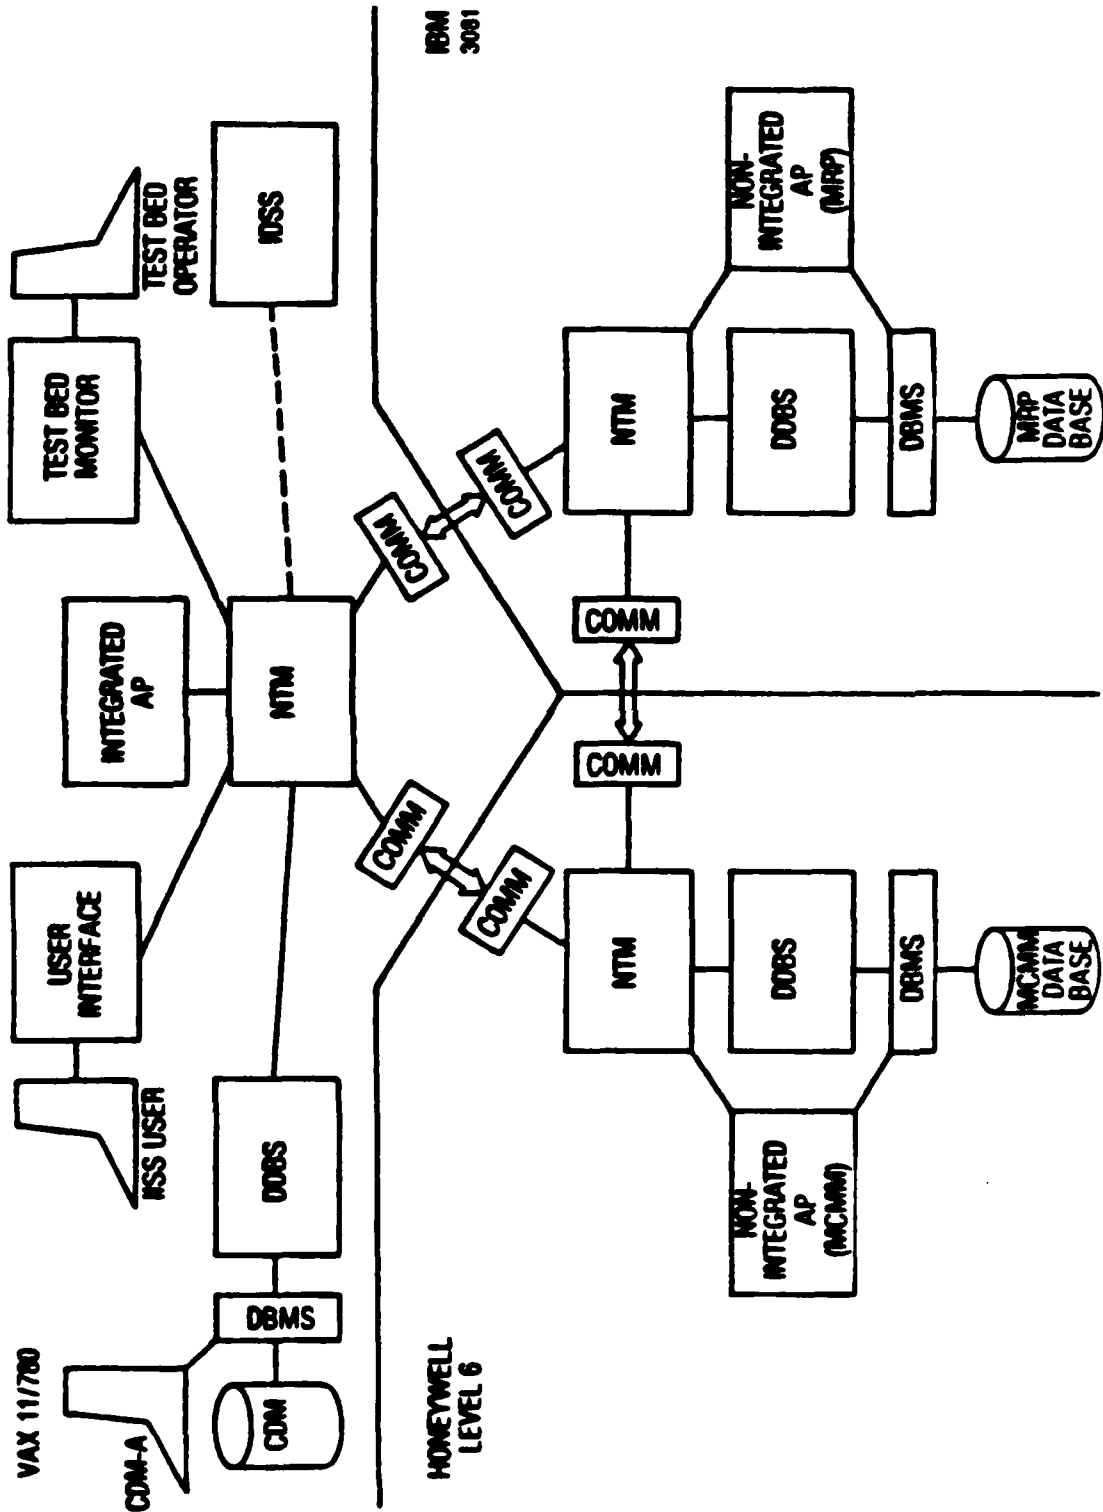 VAX 11/780
CDM-A
CDM
DBMS
DDBS
IISS USER
USER
INTERFACE
INTEGRATED
AP
NTM
TEST BED
MONITOR
TEST BED
OPERATOR
IDSS
COMM
COMM
COMM
COMM
HONEYWELL
LEVEL 6
IBM
3081
NTM
COMM
COMM
NTM
NON-
INTEGRATED
AP
(MCMM)
DDBS
DDBS
NON-
INTEGRATED
AP
(MRP)
DBMS
DBMS
MCMM
DATA
BASE
MRP
DATA
BASE